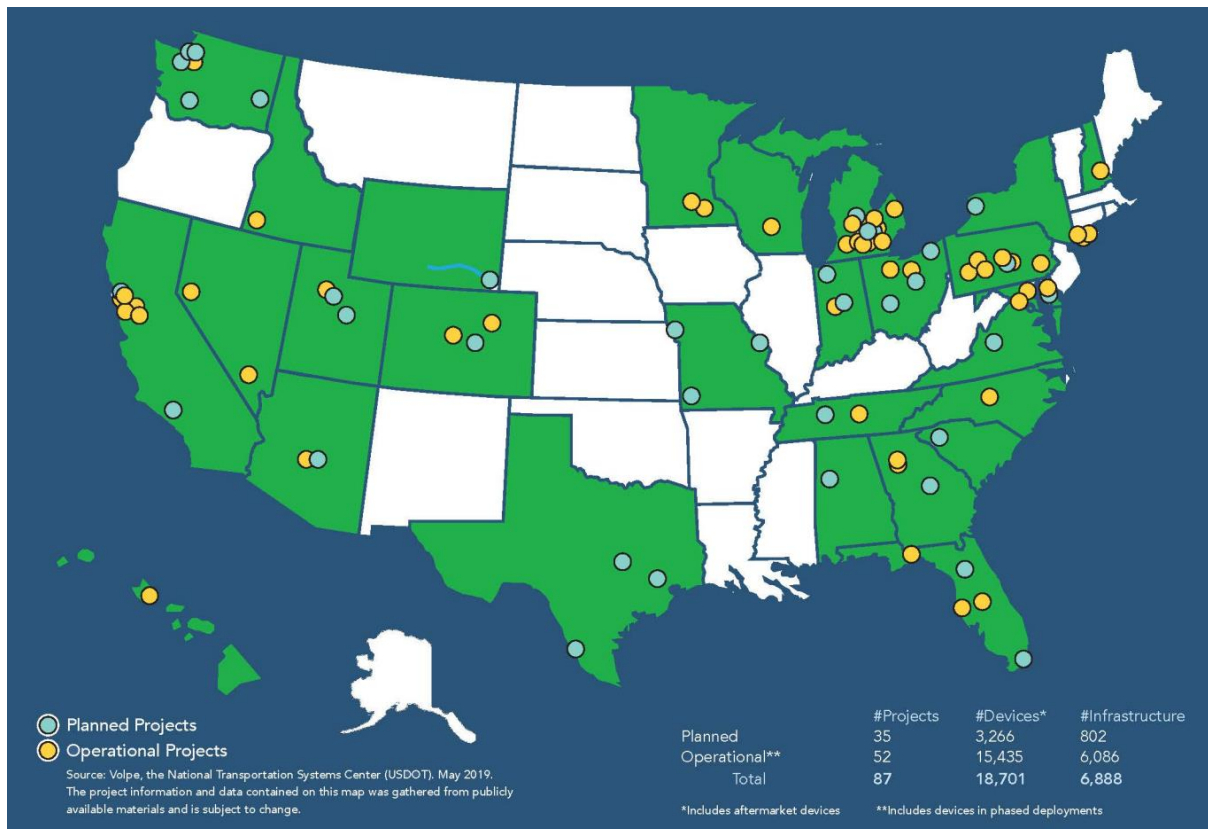 Planned Projects
Operational Projects
Source: Volpe, the National Transportation Systems Center (USDOT). May 2019.
The project information and data contained on this map was gathered from publicly
available materials and is subject to change.
#Projects #Devices* #Infrastructure
Planned 35 3,266 802
Operational** 52 15,435 6,086
Total 87 18,701 6,888
*Includes aftermarket devices **Includes devices in phased deployments